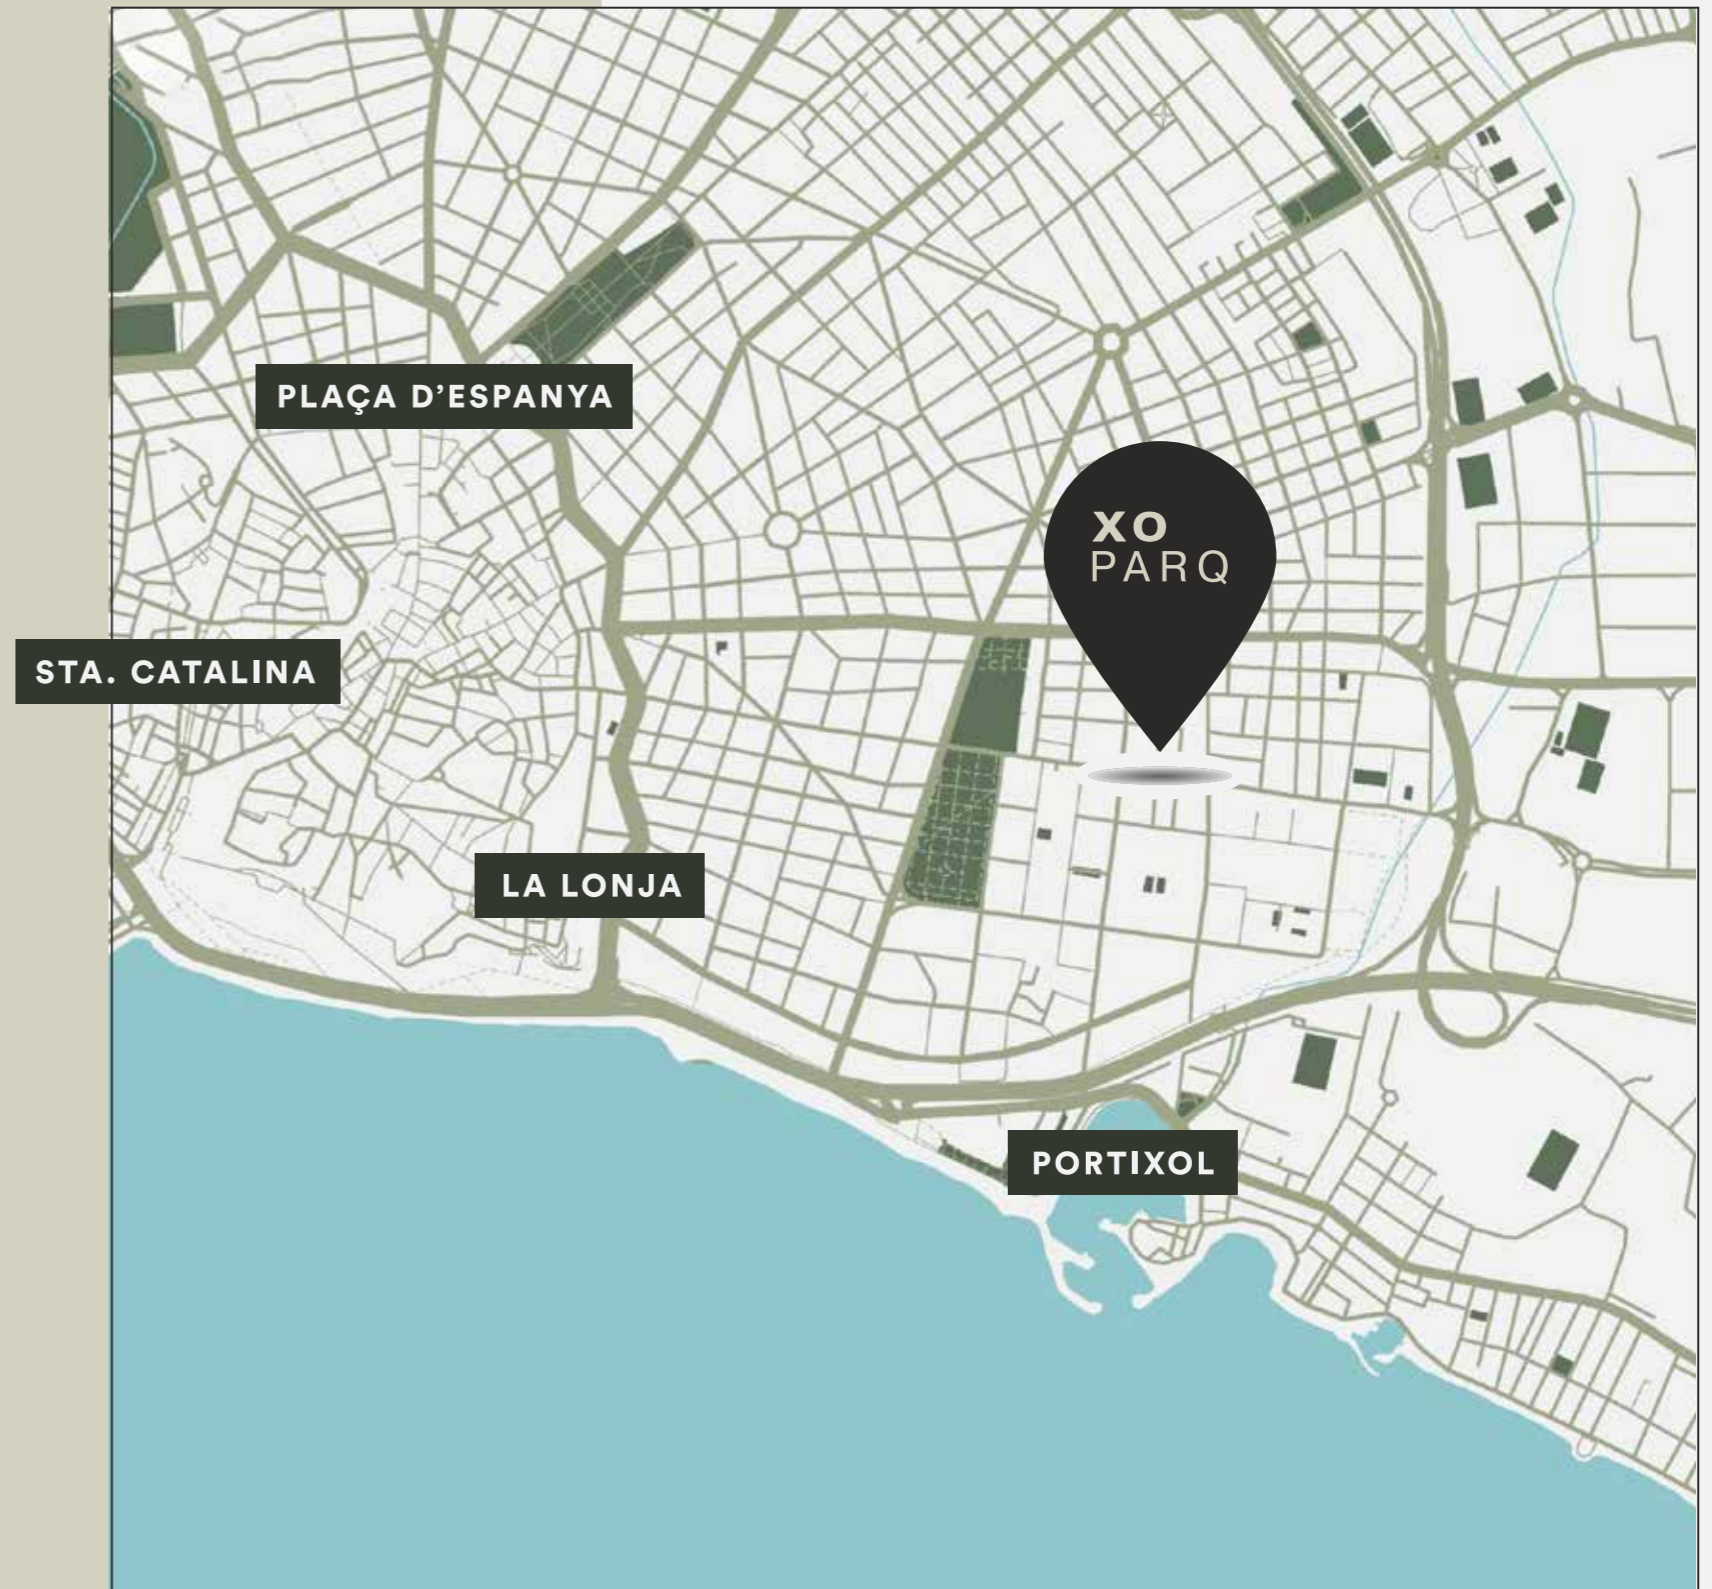 PLAÇA D’ESPANYA
XO
PARQ
STA. CATALINA
LA LONJA
PORTIXOL